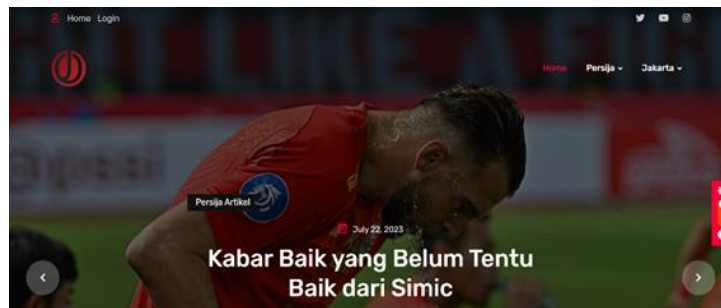 Home Login
Home Persija Jakarta
Persija Artikel
July 22, 2023
Kabar Baik yang Belum Tentu
Baik dari Simic